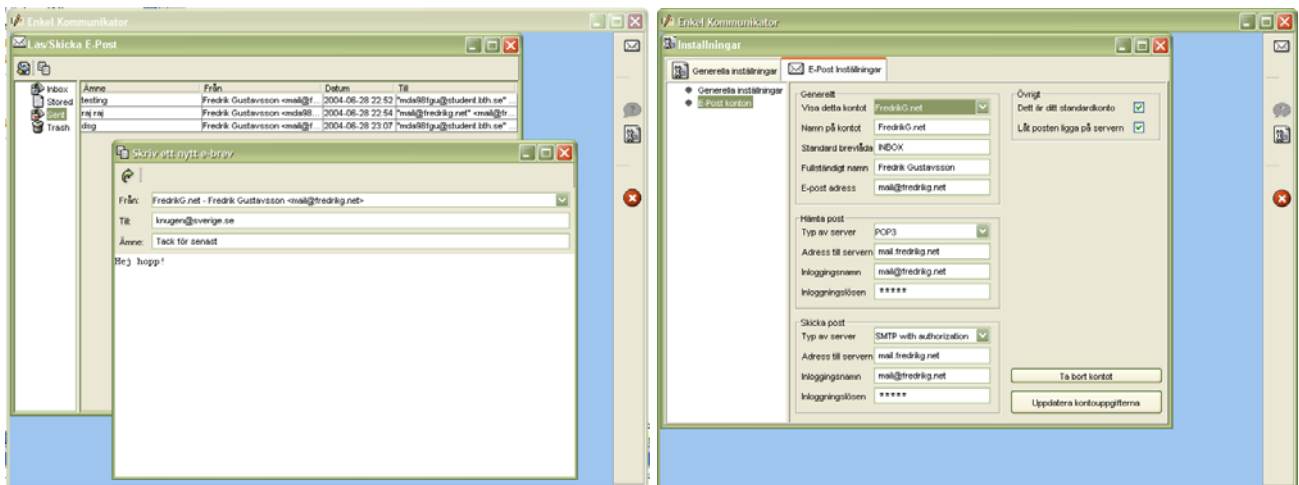 Enkel Kommunikator
Läs/Skicka E-Post
Inbox
Stored
Sent
Trash
Ämne Från Datum Till
testing Fredrik Gustavsson <mail@f... 2004-06-28 22:52 "mda98fgu@student.bth.se" ...
raj raj Fredrik Gustavsson <mda98... 2004-06-28 22:54 "mail@fredrikg.net" <mail@fr...
dsg Fredrik Gustavsson <mail@f... 2004-06-28 23:07 "mda98fgu@student.bth.se" ...
Skriv ett nytt e-brev
Från: FredrikG.net - Fredrik Gustavsson <mail@fredrikg.net>
Till: knugen@sverige.se
Ämne: Tack för senast
Hej hopp!
Enkel Kommunikator
Inställningar
Generella inställningar E-Post Inställningar
Generella inställningar
E-Post konton
Generellt
Visa detta kontot FredrikG.net
Namn på kontot FredrikG.net
Standard brevlåda INBOX
Fullständigt namn Fredrik Gustavsson
E-post adress mail@fredrikg.net
Hämta post
Typ av server POP3
Adress till servern mail.fredrikg.net
Inloggingsnamn mail@fredrikg.net
Inloggningslösen *****
Skicka post
Typ av server SMTP with authorization
Adress till servern mail.fredrikg.net
Inloggingsnamn mail@fredrikg.net
Inloggningslösen *****
Övrigt
Dett är ditt standardkonto
Låt posten ligga på servern
Ta bort kontot
Uppdatera kontouppgifterna